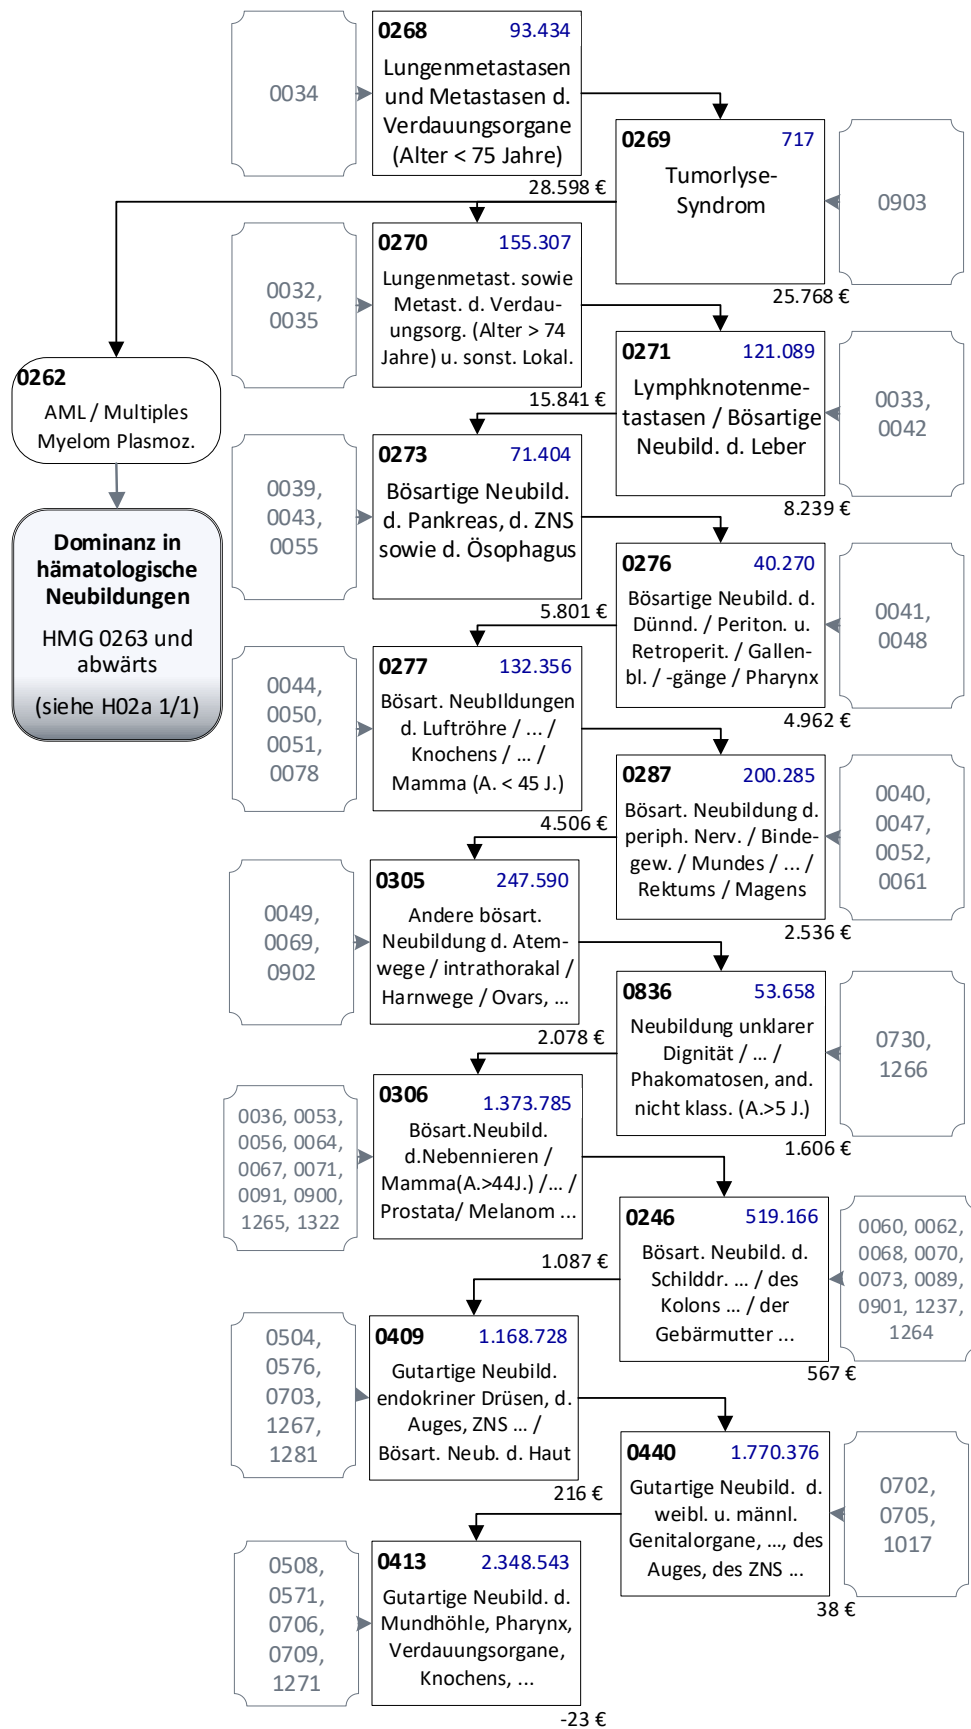 0034
0268 93.434
Lungenmetastasen
und Metastasen d.
Verdauungsorgane
(Alter < 75 Jahre)
28.598 €
0269 717
Tumorlyse-
Syndrom
0903
25.768 €
0032,
0035
0270 155.307
Lungenmetast. sowie
Metast. d. Verdau-
ungsorg. (Alter > 74
Jahre) u. sonst. Lokal.
15.841 €
0271 121.089
Lymphknotenme-
tastasen / Bösartige
Neubild. d. Leber
0033,
0042
8.239 €
0262
AML / Multiples
Myelom Plasmoz.
Dominanz in
hämatologische
Neubildungen
HMG 0263 und
abwärts
(siehe H02a 1/1)
0039,
0043,
0055
0273 71.404
Bösartige Neubild.
d. Pankreas, d. ZNS
sowie d. Ösophagus
5.801 €
0276 40.270
Bösartige Neubild. d.
Dünnd. / Periton. u.
Retroperit. / Gallen-
bl. / -gänge / Pharynx
0041,
0048
4.962 €
0044,
0050,
0051,
0078
0277 132.356
Bösart. NeubIldungen
d. Luftröhre / ... /
Knochens / ... /
Mamma (A. < 45 J.)
4.506 €
0287 200.285
Bösart. Neubildung d.
periph. Nerv. / Binde-
gew. / Mundes / ... /
Rektums / Magens
0040,
0047,
0052,
0061
2.536 €
0049,
0069,
0902
0305 247.590
Andere bösart.
Neubildung d. Atem-
wege / intrathorakal /
Harnwege / Ovars, ...
2.078 €
0836 53.658
Neubildung unklarer
Dignität / ... /
Phakomatosen, and.
nicht klass. (A.>5 J.)
0730,
1266
1.606 €
0036, 0053,
0056, 0064,
0067, 0071,
0091, 0900,
1265, 1322
0306 1.373.785
Bösart.Neubild.
d.Nebennieren /
Mamma(A.>44J.) /... /
Prostata/ Melanom ...
1.087 €
0246 519.166
Bösart. Neubild. d.
Schilddr. ... / des
Kolons ... / der
Gebärmutter ...
0060, 0062,
0068, 0070,
0073, 0089,
0901, 1237,
1264
567 €
0504,
0576,
0703,
1267,
1281
0409 1.168.728
Gutartige Neubild.
endokriner Drüsen, d.
Auges, ZNS ... /
Bösart. Neub. d. Haut
216 €
0440 1.770.376
Gutartige Neubild. d.
weibl. u. männl.
Genitalorgane, ..., des
Auges, des ZNS ...
0702,
0705,
1017
38 €
0508,
0571,
0706,
0709,
1271
0413 2.348.543
Gutartige Neubild. d.
Mundhöhle, Pharynx,
Verdauungsorgane,
Knochens, ...
-23 €